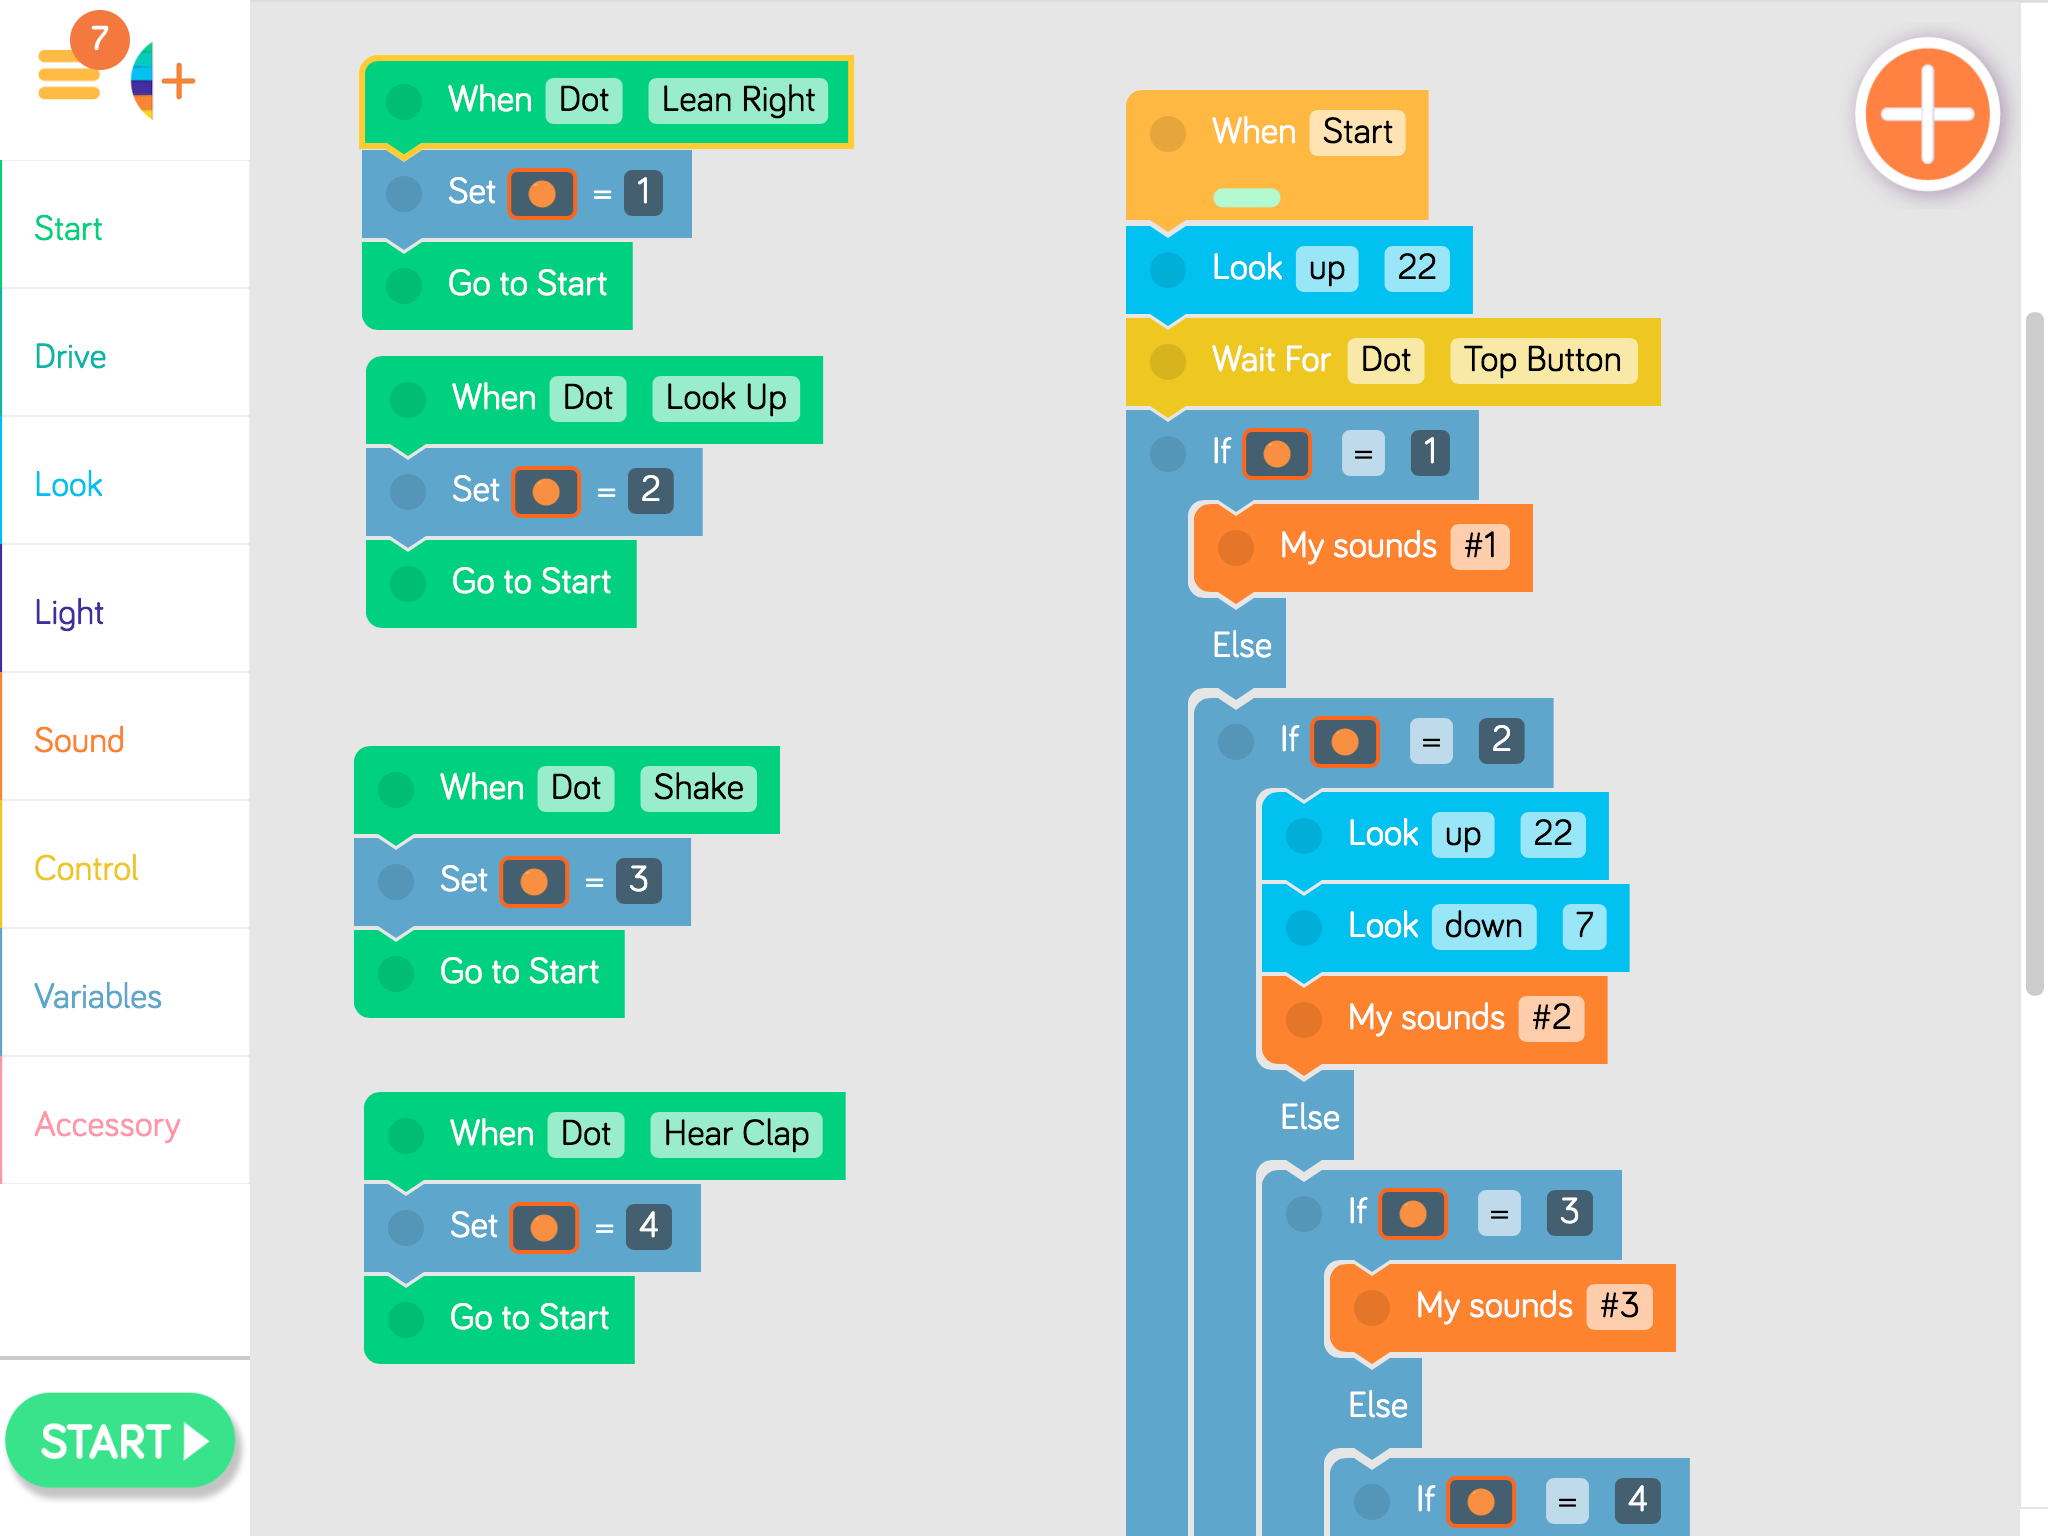 7
Start
Drive
Look
Light
Sound
Control
Variables
Accessory
START
When Dot Lean Right
Set = 1
Go to Start
When Dot Look Up
Set = 2
Go to Start
When Dot Shake
Set = 3
Go to Start
When Dot Hear Clap
Set = 4
Go to Start
When Start
Look up 22
Wait For Dot Top Button
If = 1
My sounds #1
Else
If = 2
Look up 22
Look down 7
My sounds #2
Else
If = 3
My sounds #3
Else
If = 4